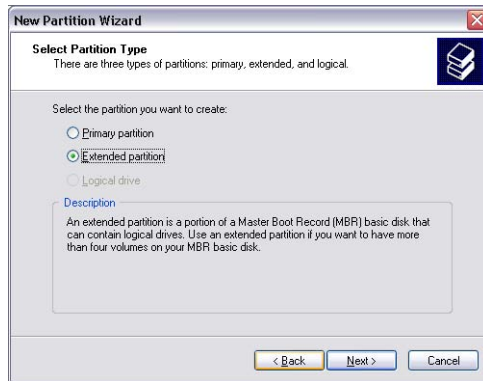 New Partition Wizard
Select Partition Type
There are three types of partitions: primary, extended, and logical.
Select the partition you want to create:
Primary partition
Extended partition
Logical drive
Description
An extended partition is a portion of a Master Boot Record (MBR) basic disk that
can contain logical drives. Use an extended partition if you want to have more
than four volumes on your MBR basic disk.
< Back
Next >
Cancel